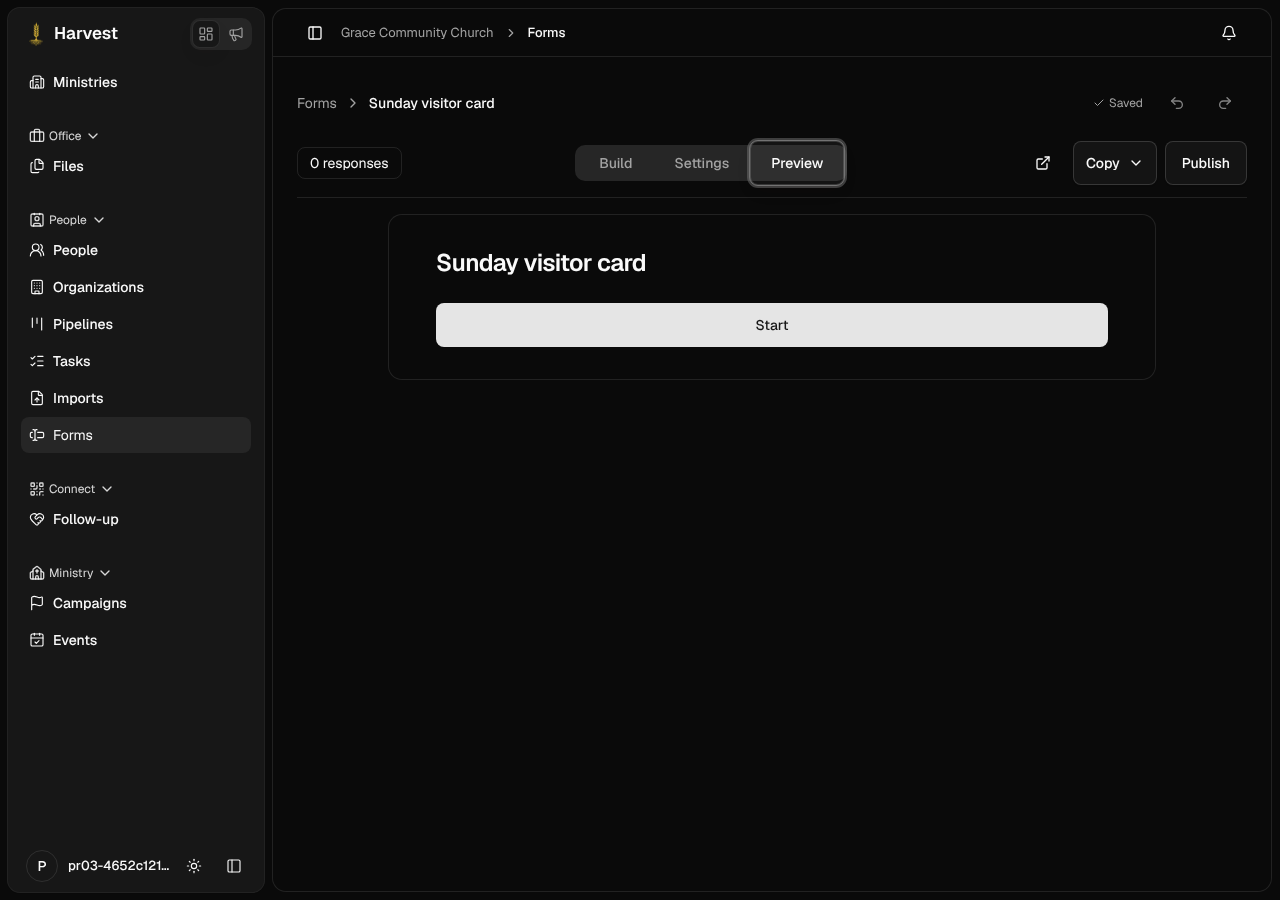 Harvest
Grace Community Church > Forms
Ministries
Office
Files
People
People
Organizations
Pipelines
Tasks
Imports
Forms
Connect
Follow-up
Ministry
Campaigns
Events
P pr03-4652c121...
Forms > Sunday visitor card
Saved
0 responses
Build Settings Preview
Copy
Publish
Sunday visitor card
Start